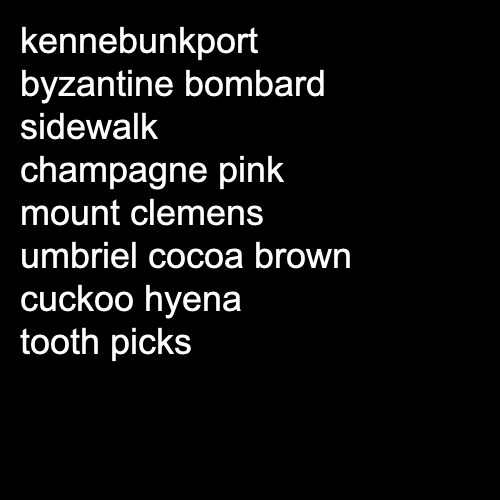 kennebunkport
byzantine bombard
sidewalk
champagne pink
mount clemens
umbriel cocoa brown
cuckoo hyena
tooth picks